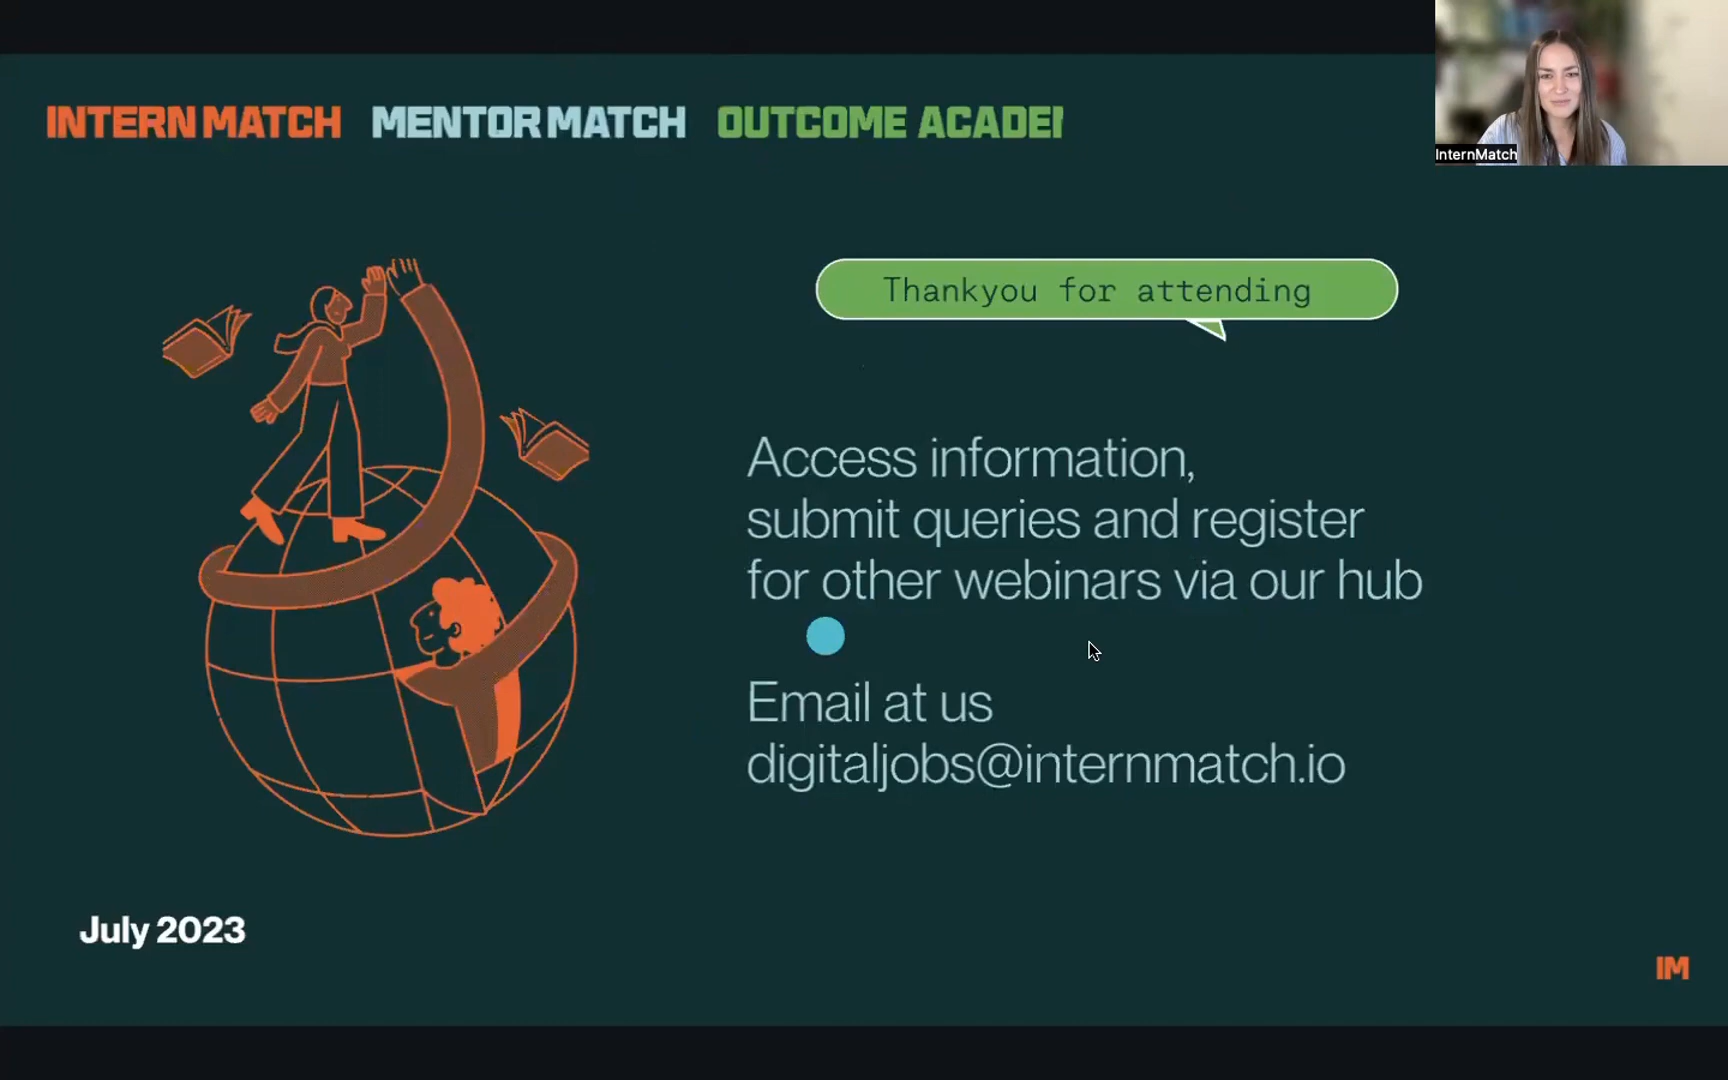 INTERN MATCH MENTOR MATCH OUTCOME ACADE
InternMatch
Thankyou for attending
Access information,
submit queries and register
for other webinars via our hub
Email at us
digitaljobs@internmatch.io
July 2023
IM